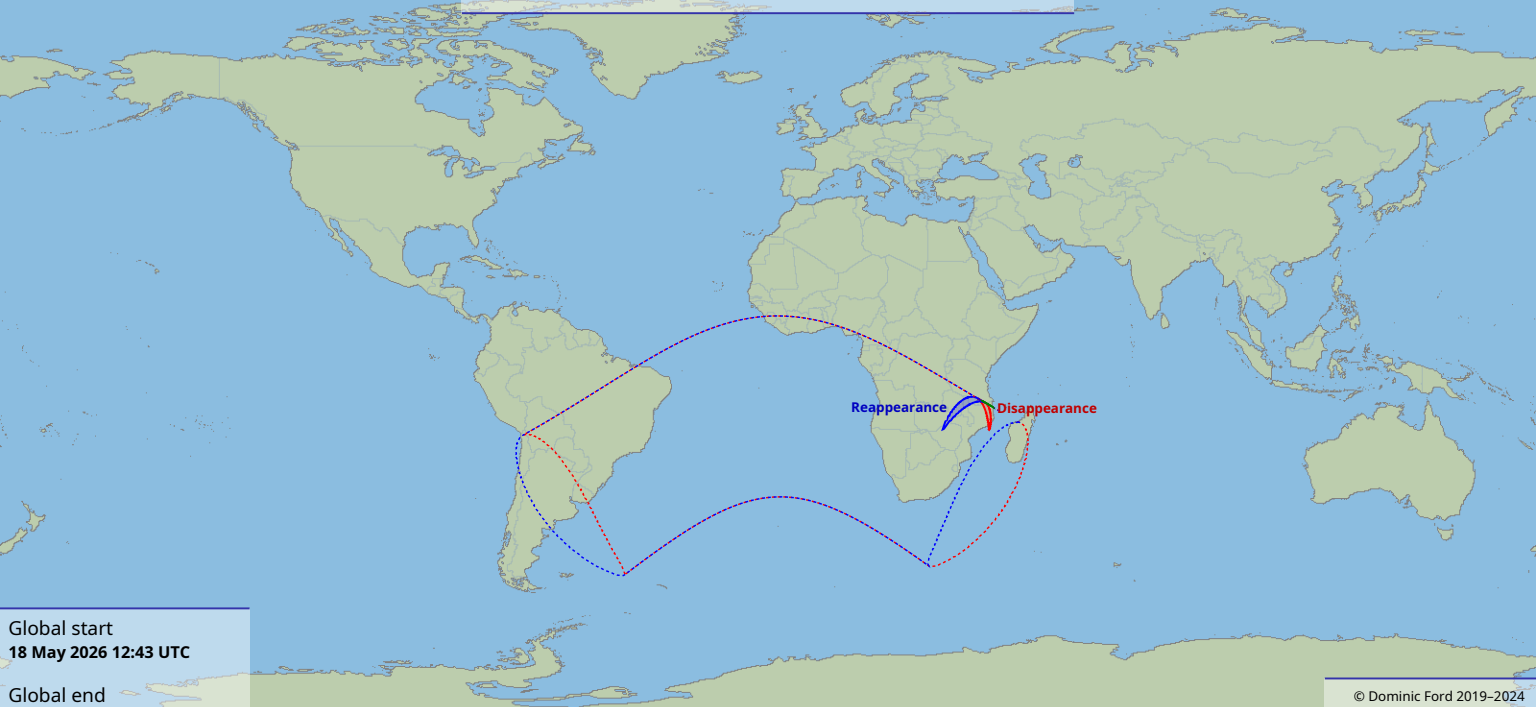 Reappearance
Disappearance
Global start
18 May 2026 12:43 UTC
Global end
© Dominic Ford 2019–2024